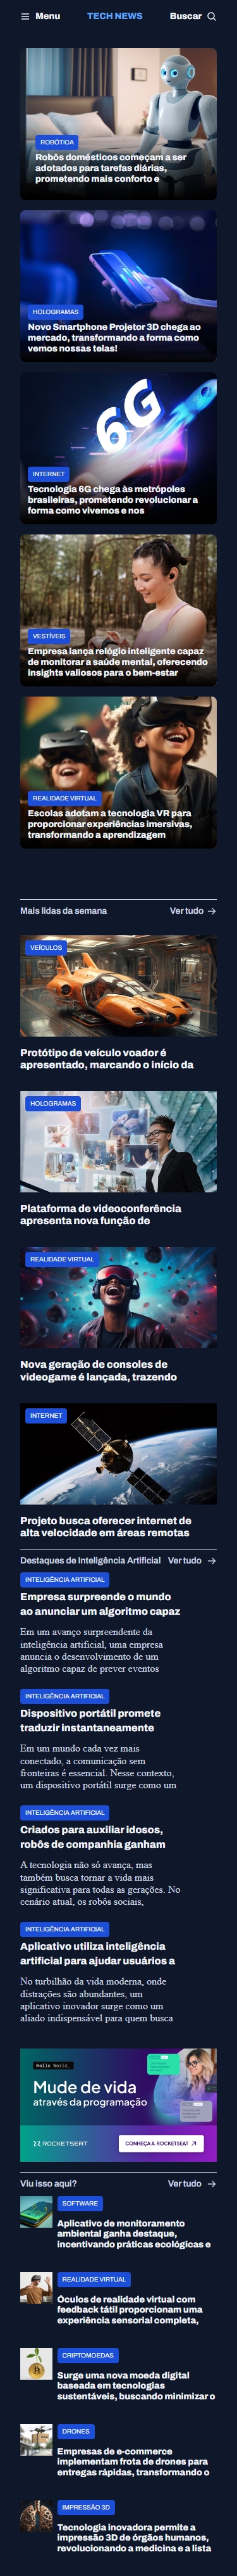 Menu
TECH NEWS
Buscar
ROBÓTICA
Robôs domésticos começam a ser
adotados para tarefas diárias,
prometendo mais conforto e
HOLOGRAMAS
Novo Smartphone Projetor 3D chega ao
mercado, transformando a forma como
vemos nossas telas!
6G
INTERNET
Tecnologia 6G chega às metrópoles
brasileiras, prometendo revolucionar a
forma como vivemos e nos
VESTÍVEIS
Empresa lança relógio inteligente capaz
de monitorar a saúde mental, oferecendo
insights valiosos para o bem-estar
REALIDADE VIRTUAL
Escolas adotam a tecnologia VR para
proporcionar experiências imersivas,
transformando a aprendizagem
Mais lidas da semana
Ver tudo
VEÍCULOS
Protótipo de veículo voador é
apresentado, marcando o início da
HOLOGRAMAS
Plataforma de videoconferência
apresenta nova função de
REALIDADE VIRTUAL
Nova geração de consoles de
videogame é lançada, trazendo
INTERNET
Projeto busca oferecer internet de
alta velocidade em áreas remotas
Destaques de Inteligência Artificial
Ver tudo
INTELIGÊNCIA ARTIFICIAL
Empresa surpreende o mundo
ao anunciar um algoritmo capaz
Em um avanço surpreendente da
inteligência artificial, uma empresa
anuncia o desenvolvimento de um
algoritmo capaz de prever eventos
INTELIGÊNCIA ARTIFICIAL
Dispositivo portátil promete
traduzir instantaneamente
Em um mundo cada vez mais
conectado, a comunicação sem
fronteiras é essencial. Nesse contexto,
um dispositivo portátil surge como um
INTELIGÊNCIA ARTIFICIAL
Criados para auxiliar idosos,
robôs de companhia ganham
A tecnologia não só avança, mas
também busca tornar a vida mais
significativa para todas as gerações. No
cenário atual, os robôs sociais,
INTELIGÊNCIA ARTIFICIAL
Aplicativo utiliza inteligência
artificial para ajudar usuários a
No turbilhão da vida moderna, onde
distrações são abundantes, um
aplicativo inovador surge como um
aliado indispensável para quem busca
Hello World_
Mude de vida
através da programação
ROCKETSEAT
CONHEÇA A ROCKETSEAT
Viu isso aqui?
Ver tudo
SOFTWARE
Aplicativo de monitoramento
ambiental ganha destaque,
incentivando práticas ecológicas e
REALIDADE VIRTUAL
Óculos de realidade virtual com
feedback tátil proporcionam uma
experiência sensorial completa,
CRIPTOMOEDAS
Surge uma nova moeda digital
baseada em tecnologias
sustentáveis, buscando minimizar o
DRONES
Empresas de e-commerce
implementam frota de drones para
entregas rápidas, transformando o
IMPRESSÃO 3D
Tecnologia inovadora permite a
impressão 3D de órgãos humanos,
revolucionando a medicina e a lista